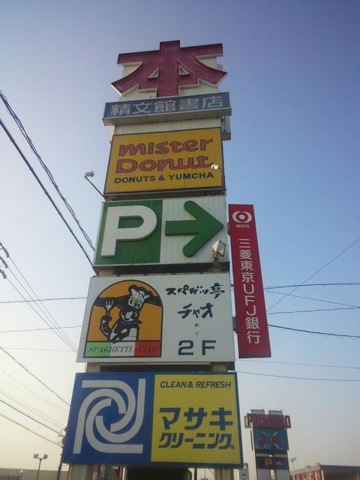 本
精文館書店
mister
Donut
DONUTS & YUMCHA
P
MUFG
三菱東京UFJ銀行
スパゲッ亭
チャオ
SPAGHETTI CIAO
2F
CLEAN & REFRESH
マサキ
クリーニング